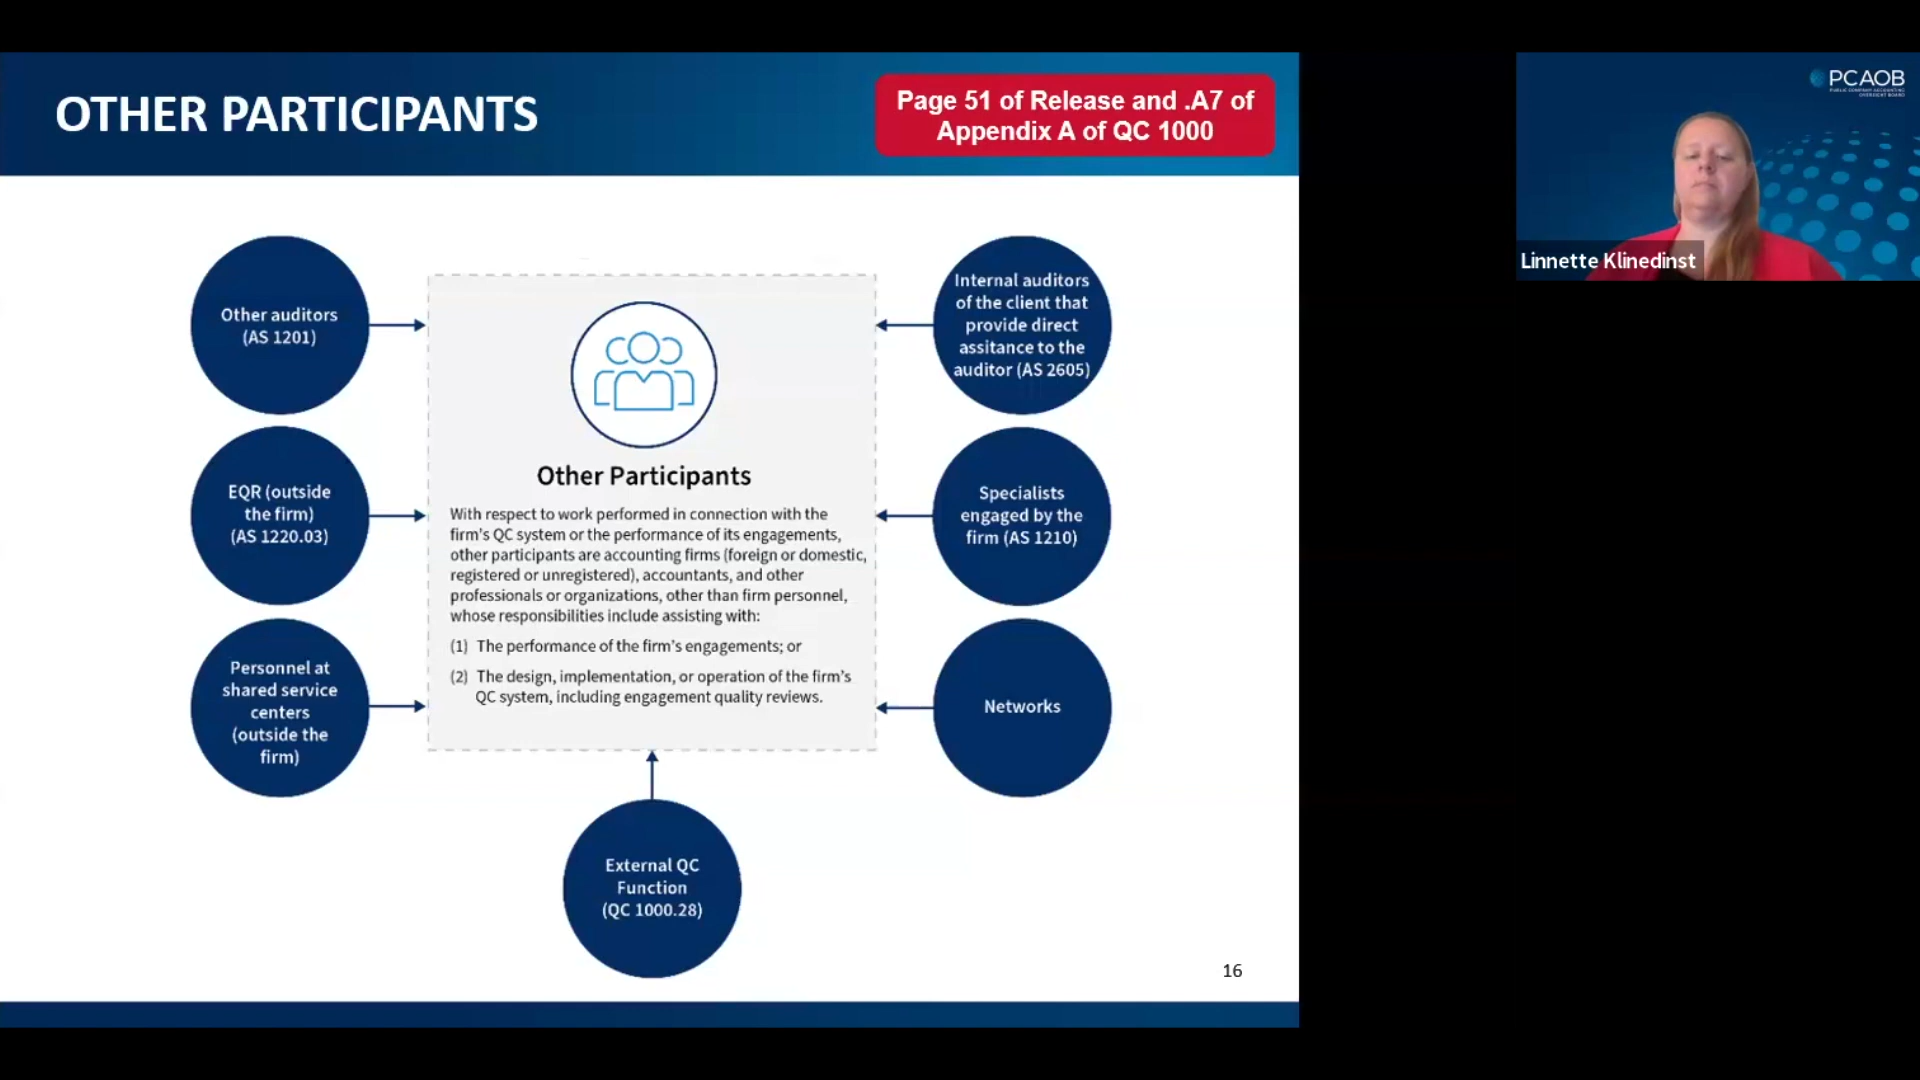 OTHER PARTICIPANTS
Page 51 of Release and .A7 of
Appendix A of QC 1000
PCAOB
PUBLIC COMPANY ACCOUNTING
OVERSIGHT BOARD
Linnette Klinedinst
Other auditors
(AS 1201)
EQR (outside
the firm)
(AS 1220.03)
Personnel at
shared service
centers
(outside the
firm)
Other Participants
With respect to work performed in connection with the
firm's QC system or the performance of its engagements,
other participants are accounting firms (foreign or domestic,
registered or unregistered), accountants, and other
professionals or organizations, other than firm personnel,
whose responsibilities include assisting with:
(1) The performance of the firm's engagements; or
(2) The design, implementation, or operation of the firm's
QC system, including engagement quality reviews.
Internal auditors
of the client that
provide direct
assitance to the
auditor (AS 2605)
Specialists
engaged by the
firm (AS 1210)
Networks
External QC
Function
(QC 1000.28)
16